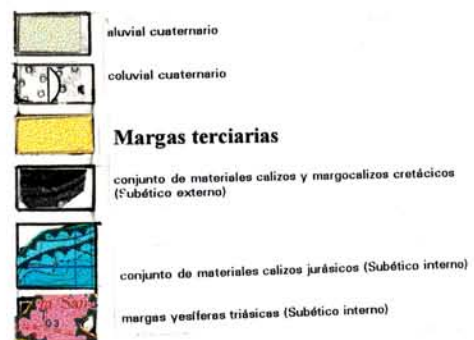 aluvial cuaternario
coluvial cuaternario
Margas terciarias
conjunto de materiales calizos y margocalizos cretácicos
(Subético externo)
conjunto de materiales calizos jurásicos (Subético interno)
margas yesíferas triásicas (Subético interno)